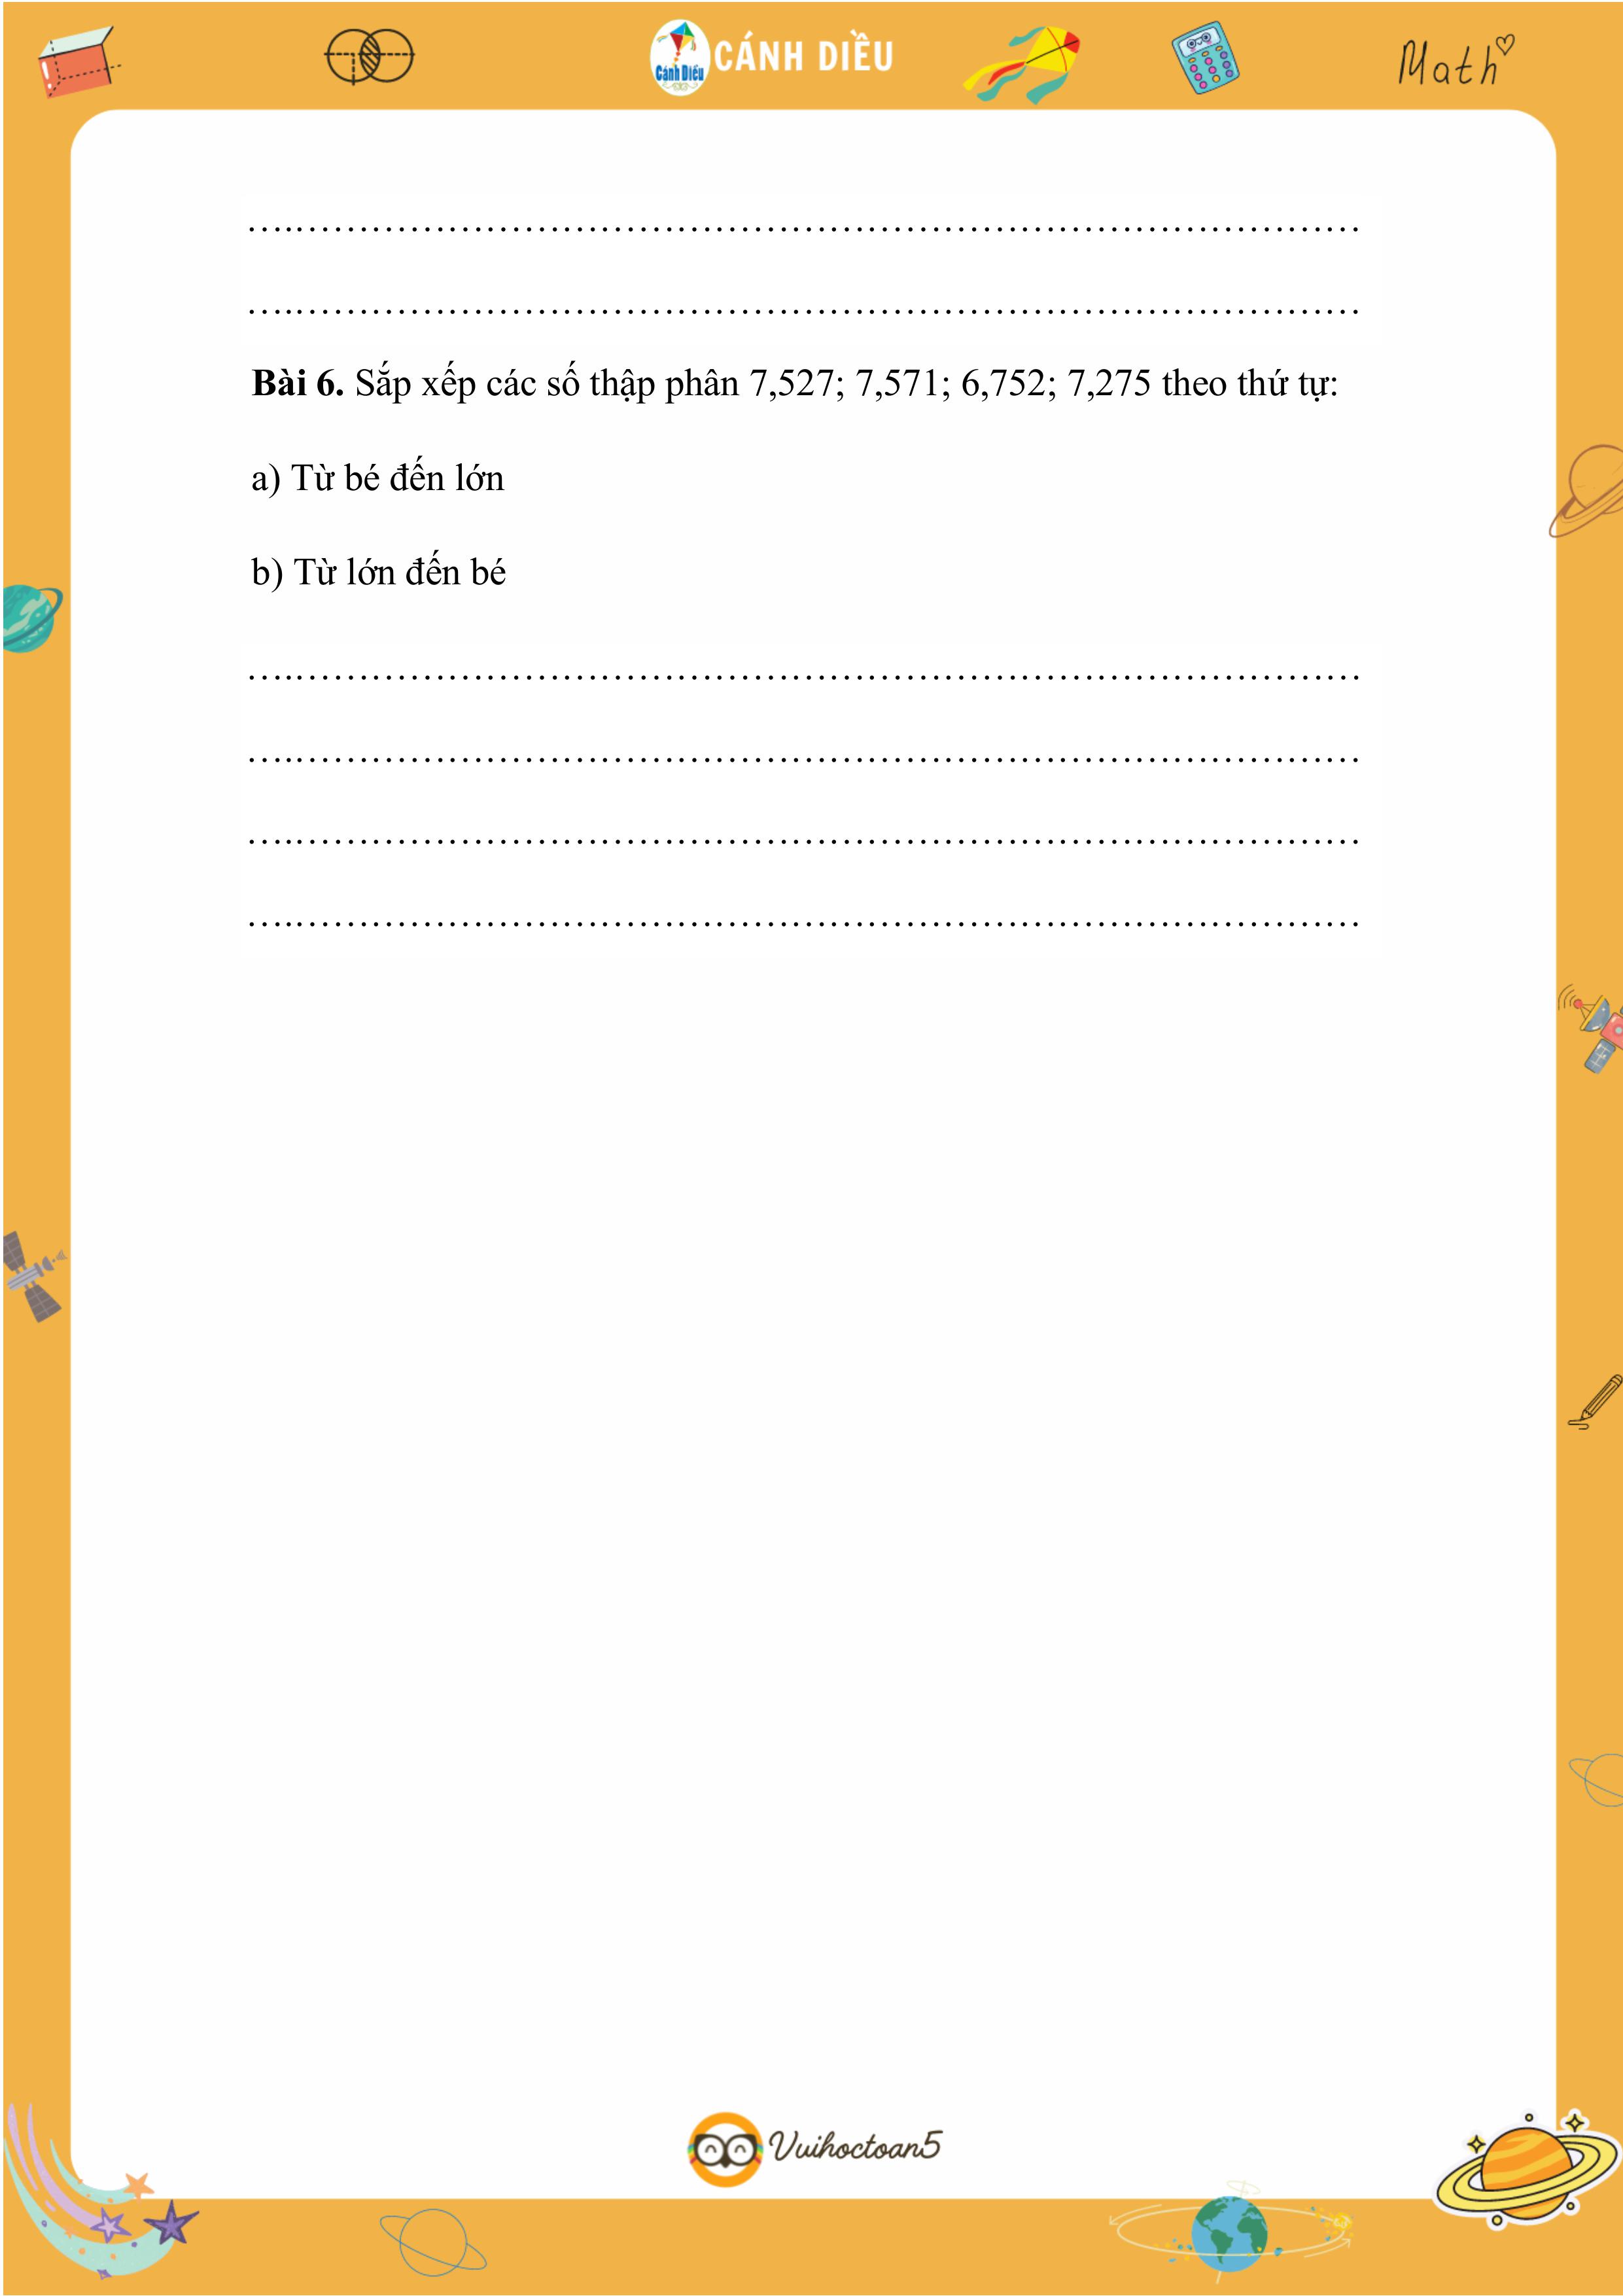 Cánh Diều CÁNH DIỀU Math
........................................................................................
........................................................................................
Bài 6. Sắp xếp các số thập phân 7,527; 7,571; 6,752; 7,275 theo thứ tự:
a) Từ bé đến lớn
b) Từ lớn đến bé
........................................................................................
........................................................................................
........................................................................................
........................................................................................
Vuihoctoan5